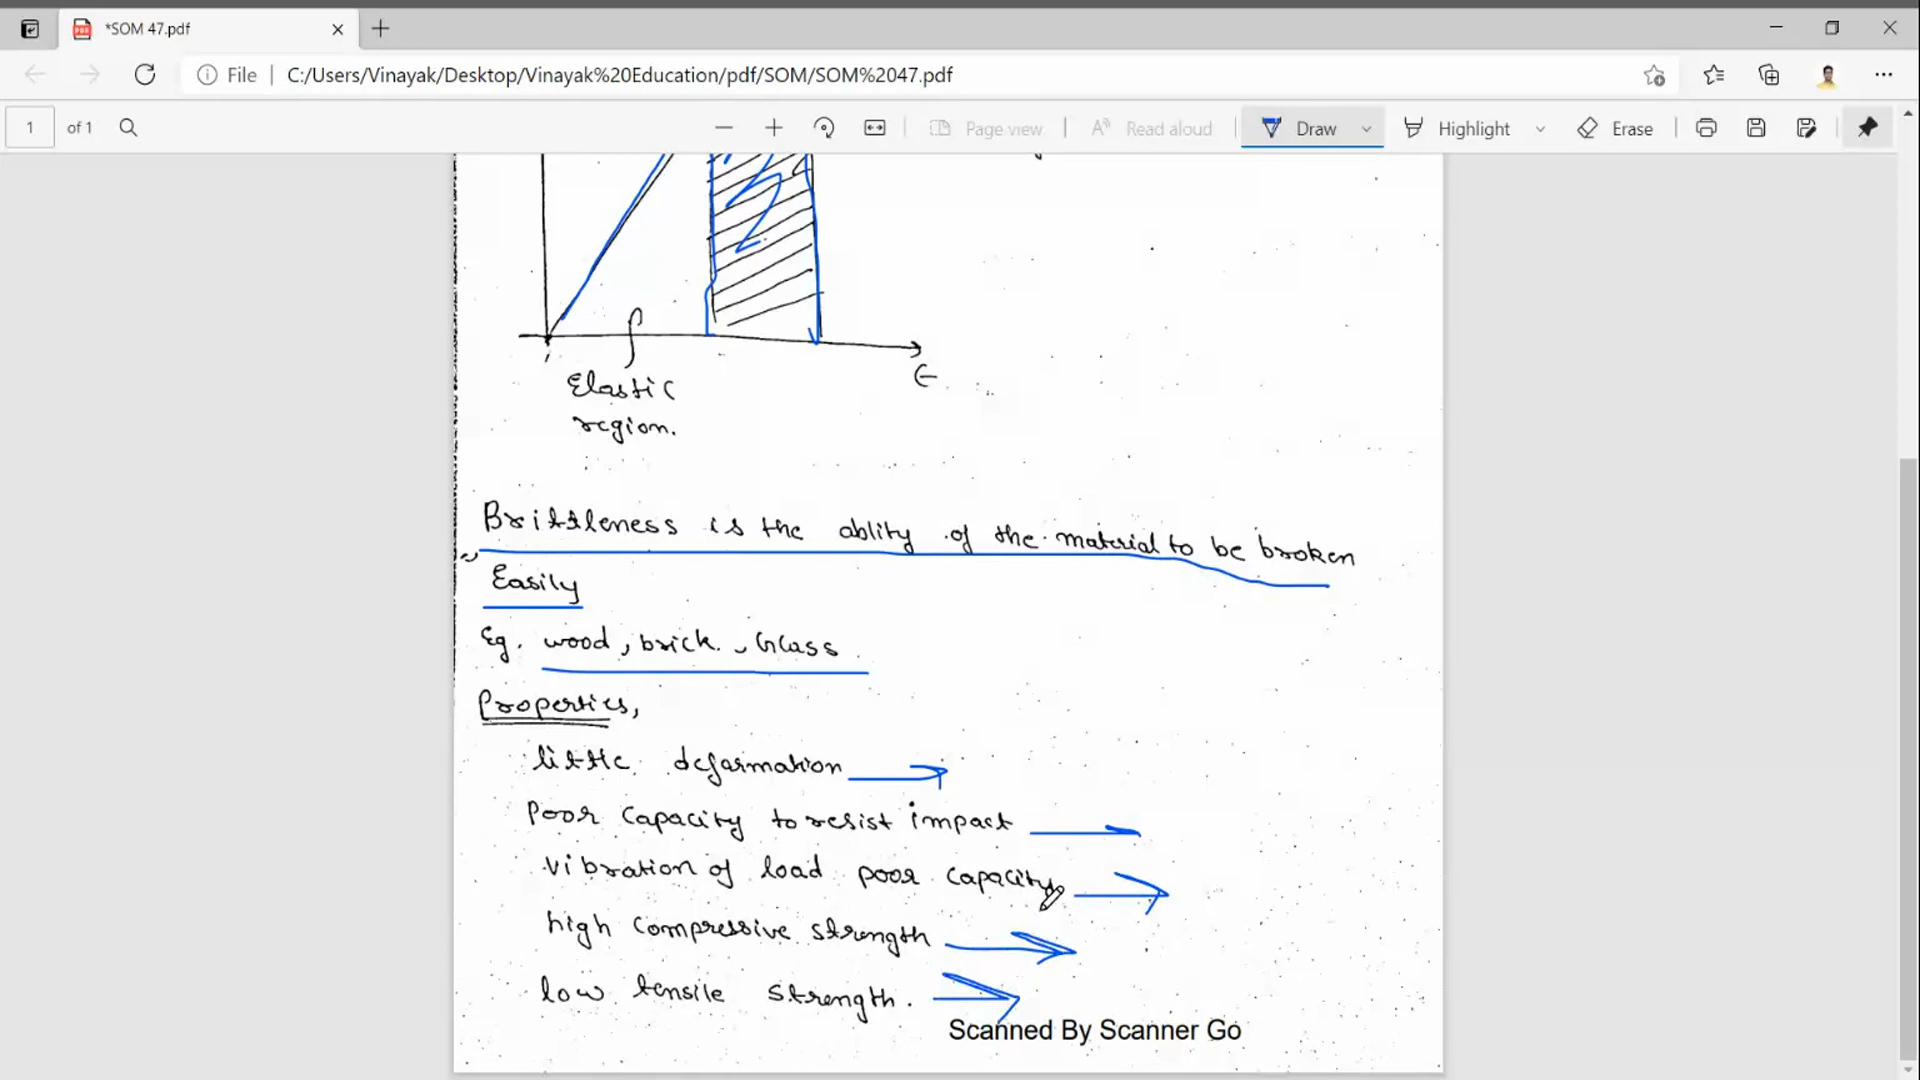 *SOM 47.pdf
File
C:/Users/Vinayak/Desktop/Vinayak%20Education/pdf/SOM/SOM%2047.pdf
1 of 1
Page view
Read aloud
Draw
Highlight
Erase
Elastic
region.
E
Brittleness is the ablity of the material to be broken
Easily
Eg. wood, brick, Glass
Properties,
little deformation
Poor capacity to resist impact
vibration of load poor capacity
high compressive strength
low tensile strength.
Scanned By Scanner Go